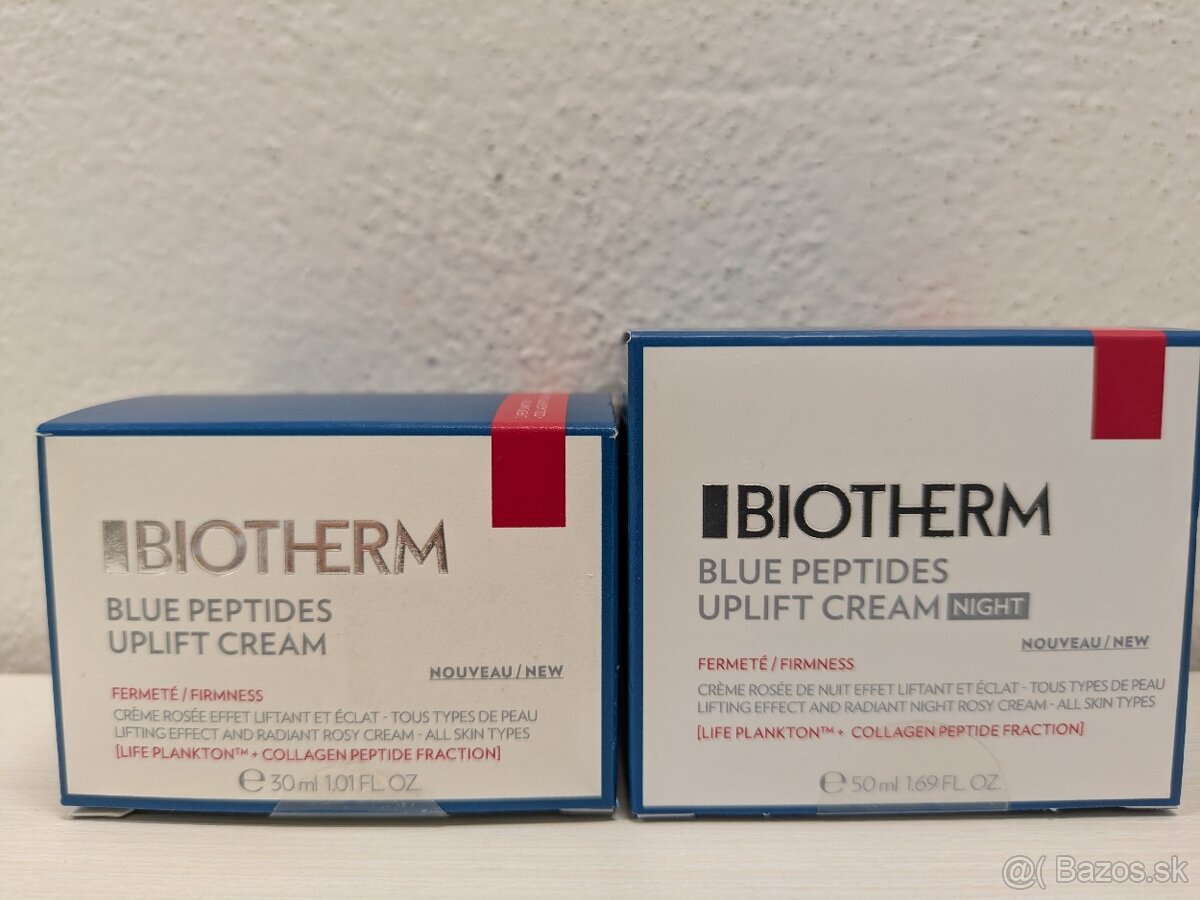 BIOTHERM
BLUE PEPTIDES
UPLIFT CREAM
NOUVEAU / NEW
FERMETÉ / FIRMNESS
CRÈME ROSÉE EFFET LIFTANT ET ÉCLAT - TOUS TYPES DE PEAU
LIFTING EFFECT AND RADIANT ROSY CREAM - ALL SKIN TYPES
[LIFE PLANKTON™ + COLLAGEN PEPTIDE FRACTION]
℮ 30 ml 1.01 FL. OZ.
BIOTHERM
BLUE PEPTIDES
UPLIFT CREAM NIGHT
NOUVEAU / NEW
FERMETÉ / FIRMNESS
CRÈME ROSÉE DE NUIT EFFET LIFTANT ET ÉCLAT - TOUS TYPES DE PEAU
LIFTING EFFECT AND RADIANT NIGHT ROSY CREAM - ALL SKIN TYPES
[LIFE PLANKTON™ + COLLAGEN PEPTIDE FRACTION]
℮ 50 ml 1.69 FL. OZ.
@( Bazos.sk